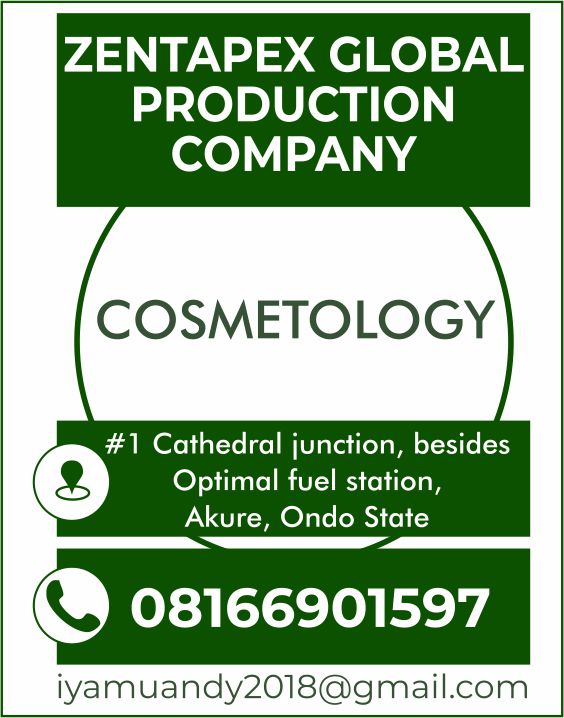 ZENTAPEX GLOBAL
PRODUCTION
COMPANY
COSMETOLOGY
#1 Cathedral junction, besides
Optimal fuel station,
Akure, Ondo State
08166901597
iyamuandy2018@gmail.com